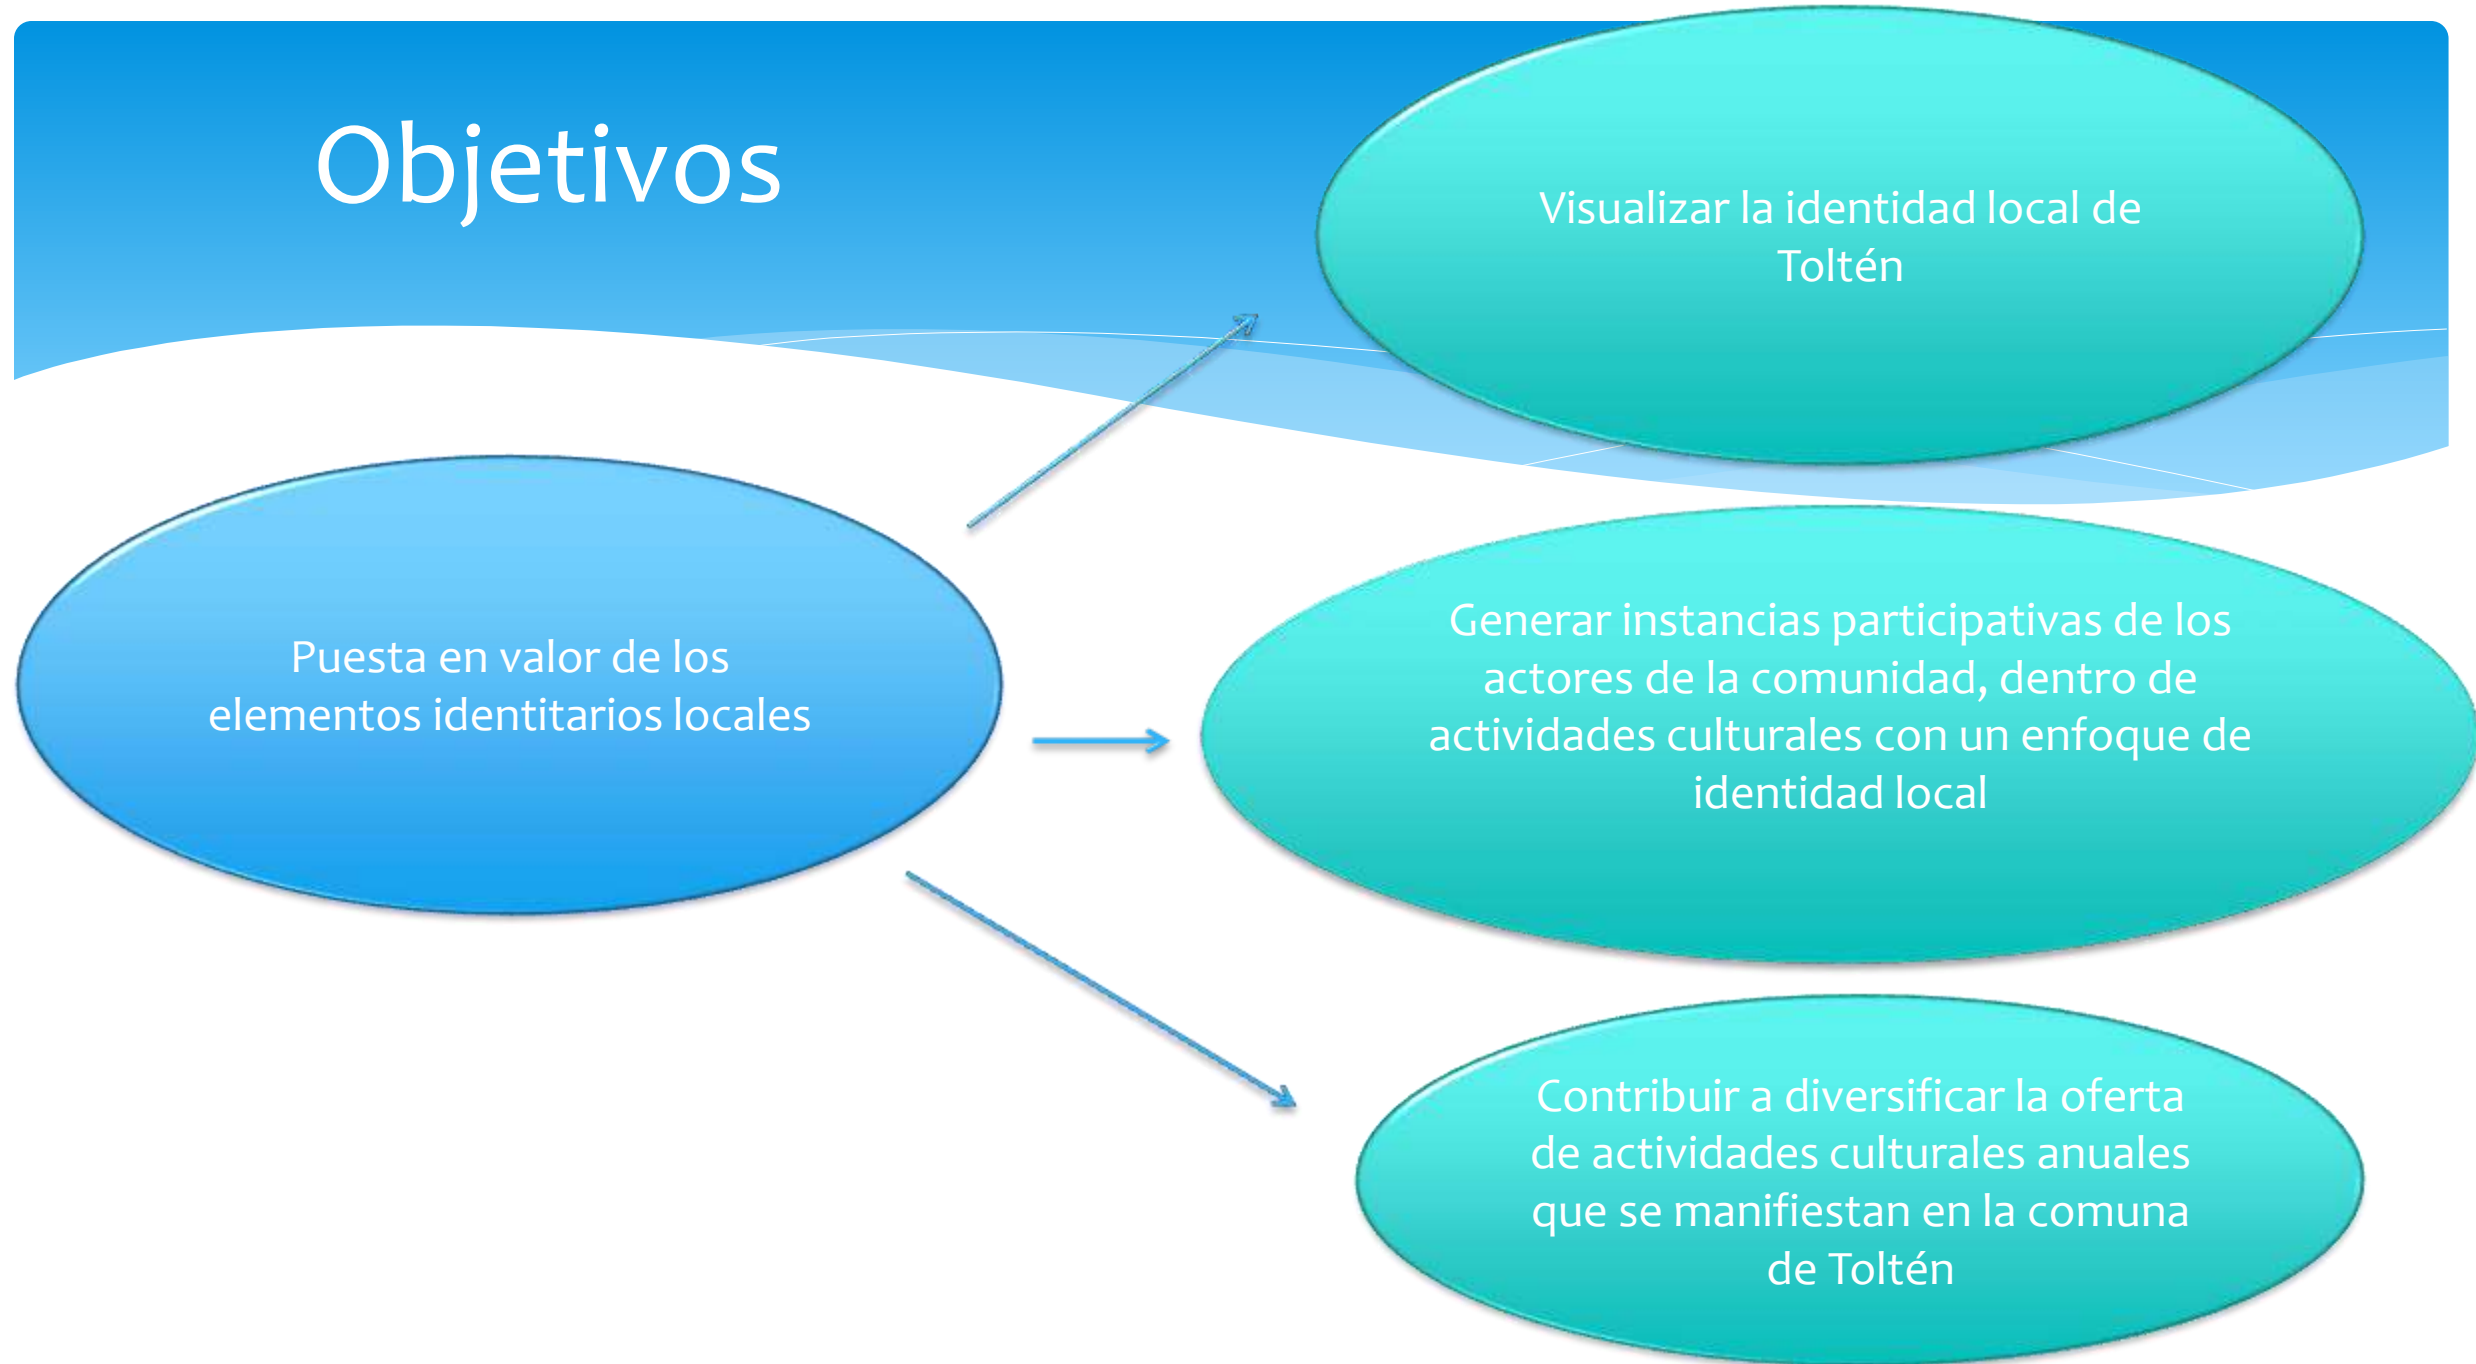 Objetivos
Visualizar la identidad local de
Toltén
Puesta en valor de los
elementos identitarios locales
Generar instancias participativas de los
actores de la comunidad, dentro de
actividades culturales con un enfoque de
identidad local
Contribuir a diversificar la oferta
de actividades culturales anuales
que se manifiestan en la comuna
de Toltén